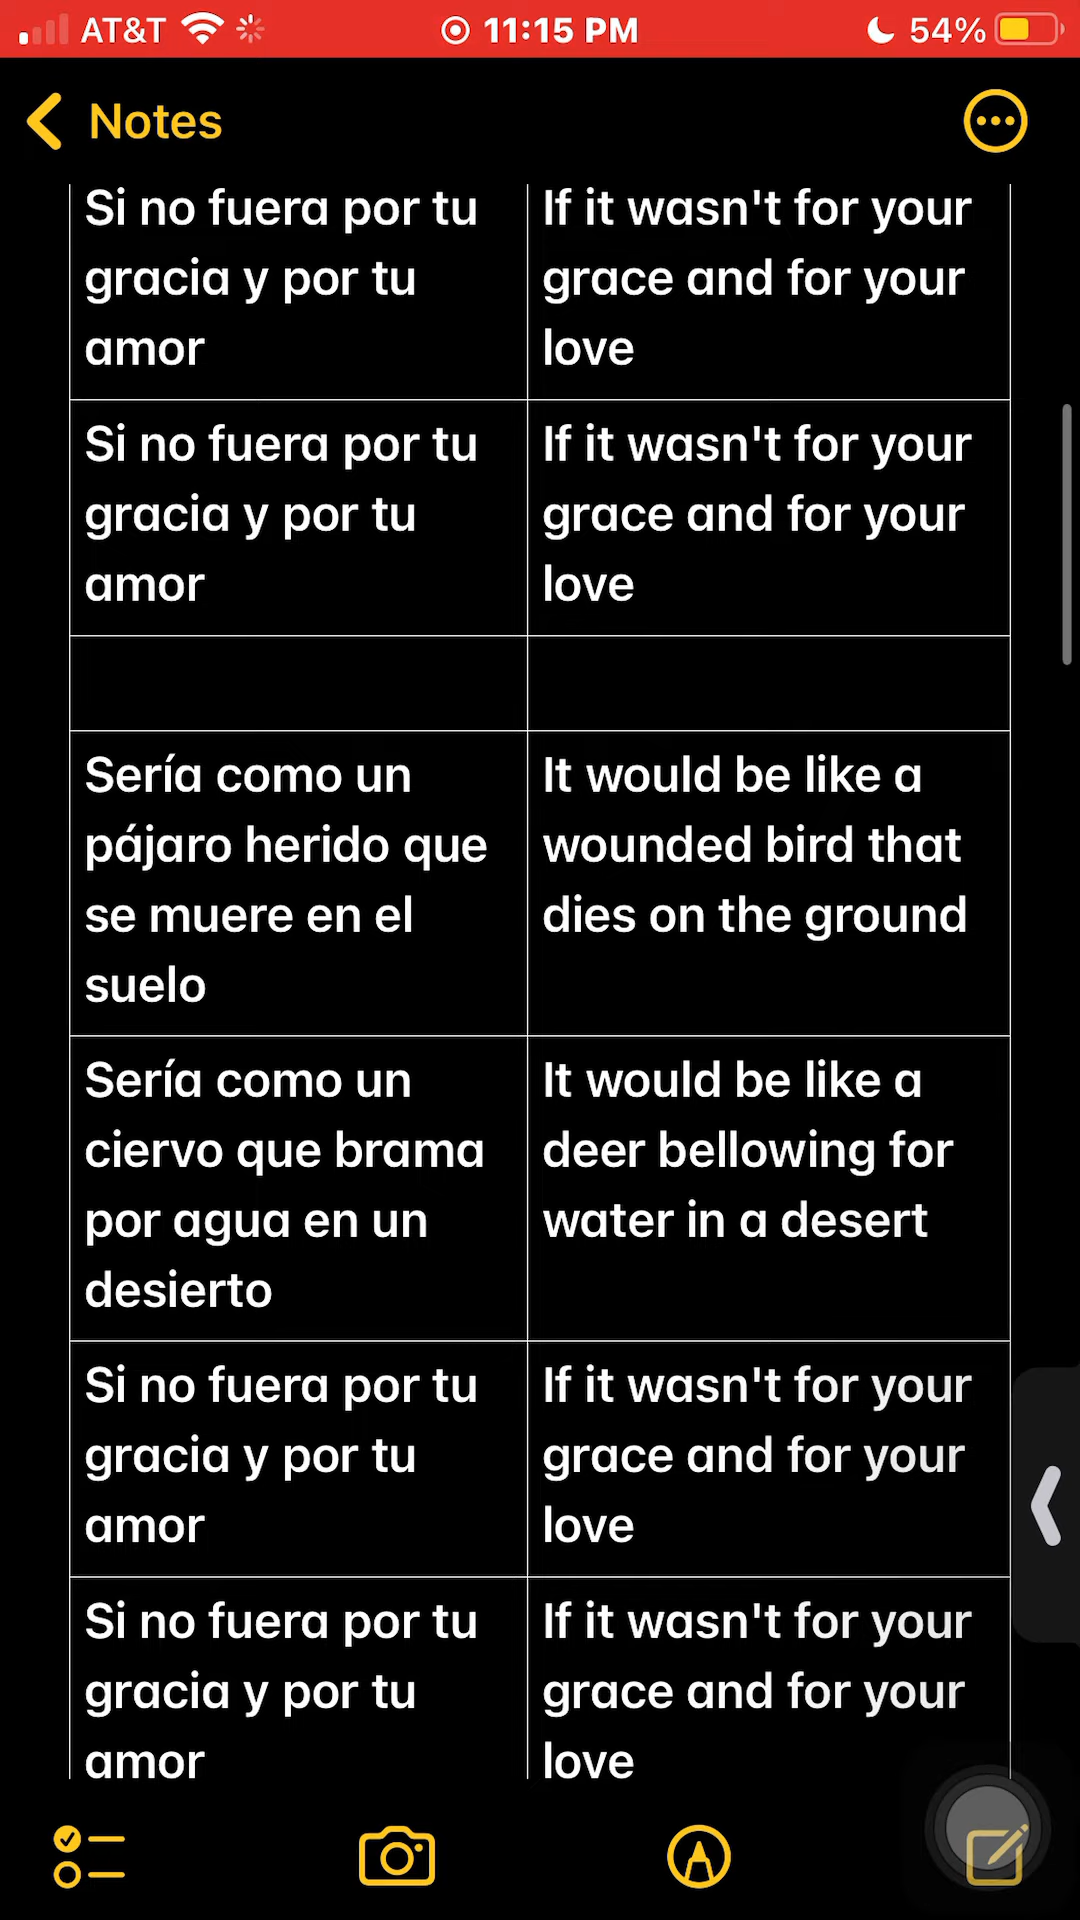 AT&T 11:15 PM 54%
Notes
Si no fuera por tu
gracia y por tu
amor
If it wasn't for your
grace and for your
love
Si no fuera por tu
gracia y por tu
amor
If it wasn't for your
grace and for your
love
Sería como un
pájaro herido que
se muere en el
suelo
It would be like a
wounded bird that
dies on the ground
Sería como un
ciervo que brama
por agua en un
desierto
It would be like a
deer bellowing for
water in a desert
Si no fuera por tu
gracia y por tu
amor
If it wasn't for your
grace and for your
love
Si no fuera por tu
gracia y por tu
amor
If it wasn't for your
grace and for your
love